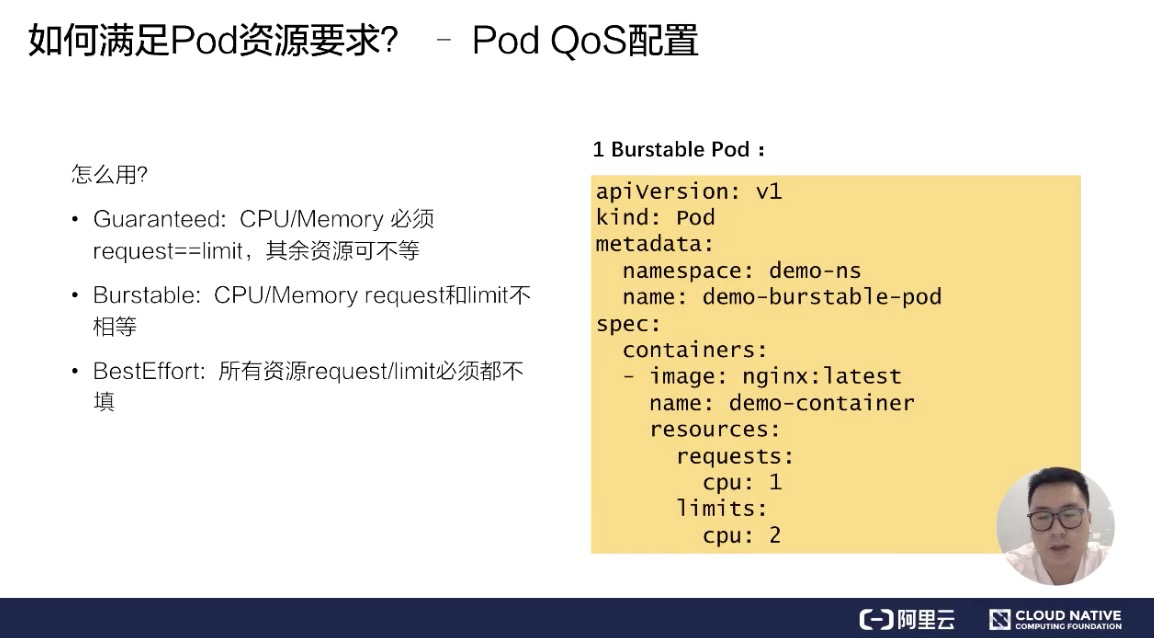 如何满足Pod资源要求? - Pod QoS配置
怎么用?
• Guaranteed: CPU/Memory 必须
request==limit，其余资源可不等
• Burstable: CPU/Memory request和limit不
相等
• BestEffort: 所有资源request/limit必须都不
填
1 Burstable Pod：
apiVersion: v1
kind: Pod
metadata:
  namespace: demo-ns
  name: demo-burstable-pod
spec:
  containers:
  - image: nginx:latest
    name: demo-container
    resources:
      requests:
        cpu: 1
      limits:
        cpu: 2
阿里云
CLOUD NATIVE
COMPUTING FOUNDATION